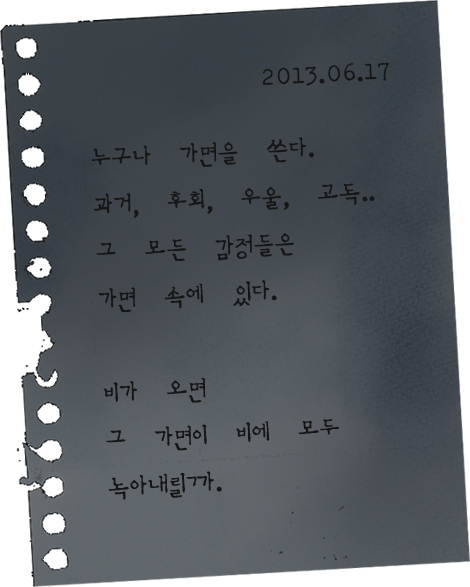 2013.06.17
누구나 가면을 쓴다.
과거, 후회, 우울, 고독..
그 모든 감정들은
가면 속에 있다.
비가 오면
그 가면이 비에 모두
녹아내릴까.